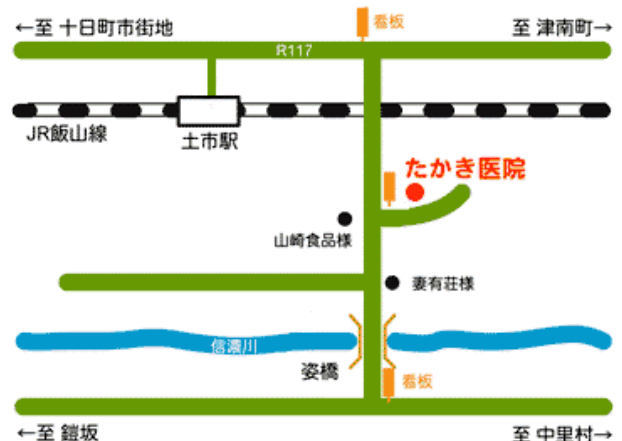 看板
←至 十日町市街地
至 津南町→
R117
JR飯山線
土市駅
たかき医院
山崎食品様
妻有荘様
信濃川
姿橋
看板
←至 鎧坂
至 中里村→